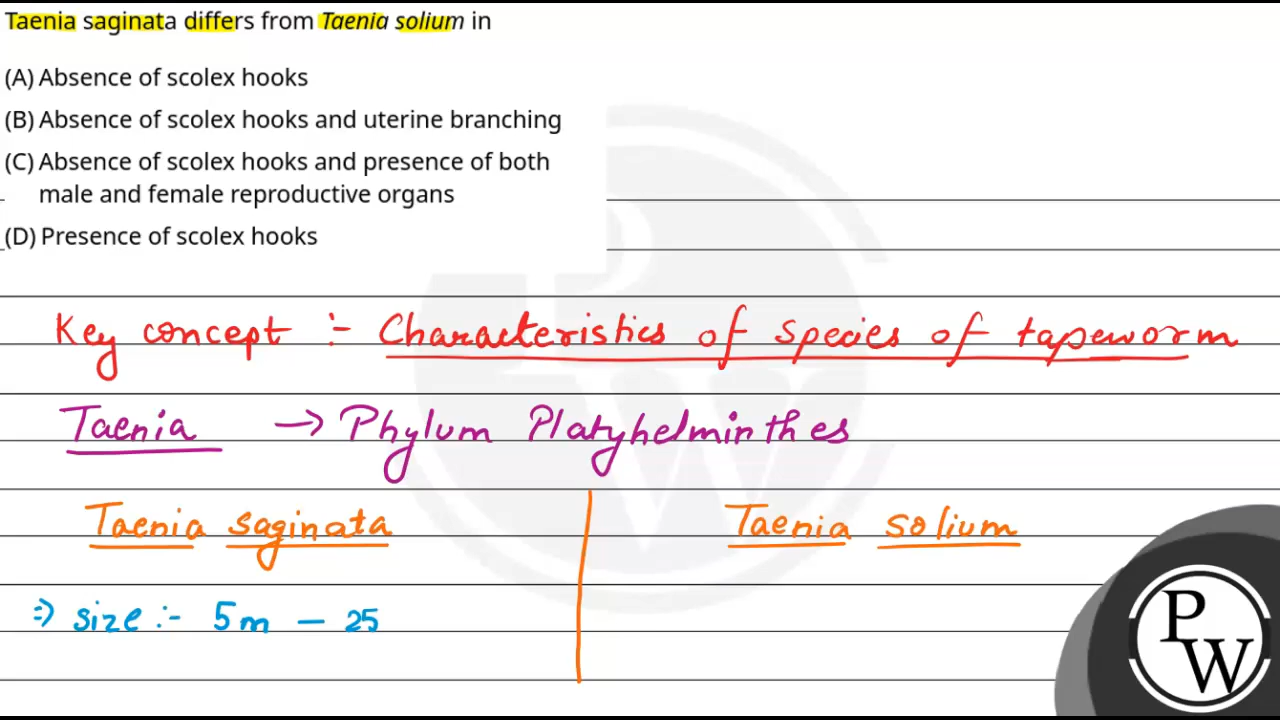 Taenia saginata differs from Taenia solium in
(A) Absence of scolex hooks
(B) Absence of scolex hooks and uterine branching
(C) Absence of scolex hooks and presence of both
male and female reproductive organs
(D) Presence of scolex hooks
Key concept :- Characteristics of species of tapeworm
Taenia → Phylum Platyhelminthes
Taenia saginata
Taenia solium
⇒ size :- 5m – 25
PW
PW